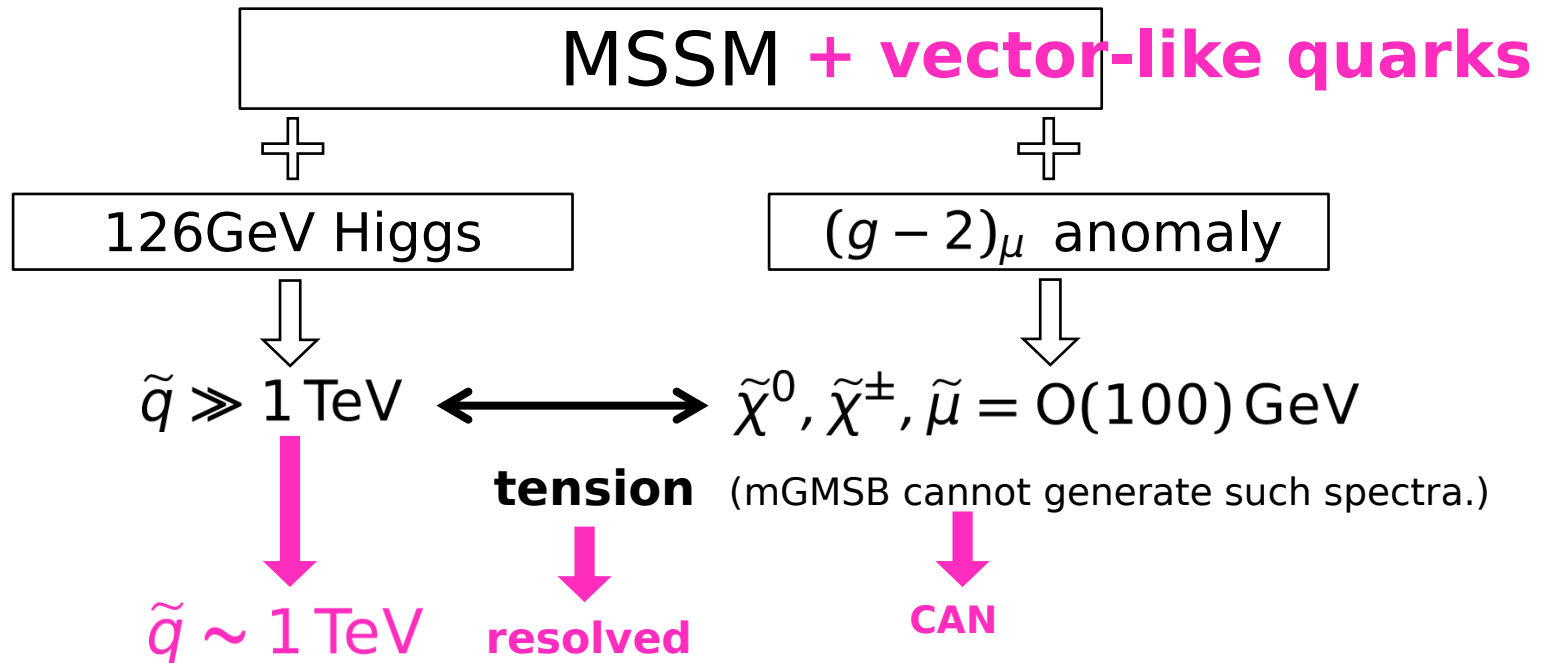 MSSM + vector-like quarks
126GeV Higgs
(g − 2)μ anomaly
q̃ ≫ 1 TeV
χ̃⁰, χ̃±, μ̃ = O(100) GeV
tension (mGMSB cannot generate such spectra.)
q̃ ~ 1 TeV
resolved
CAN